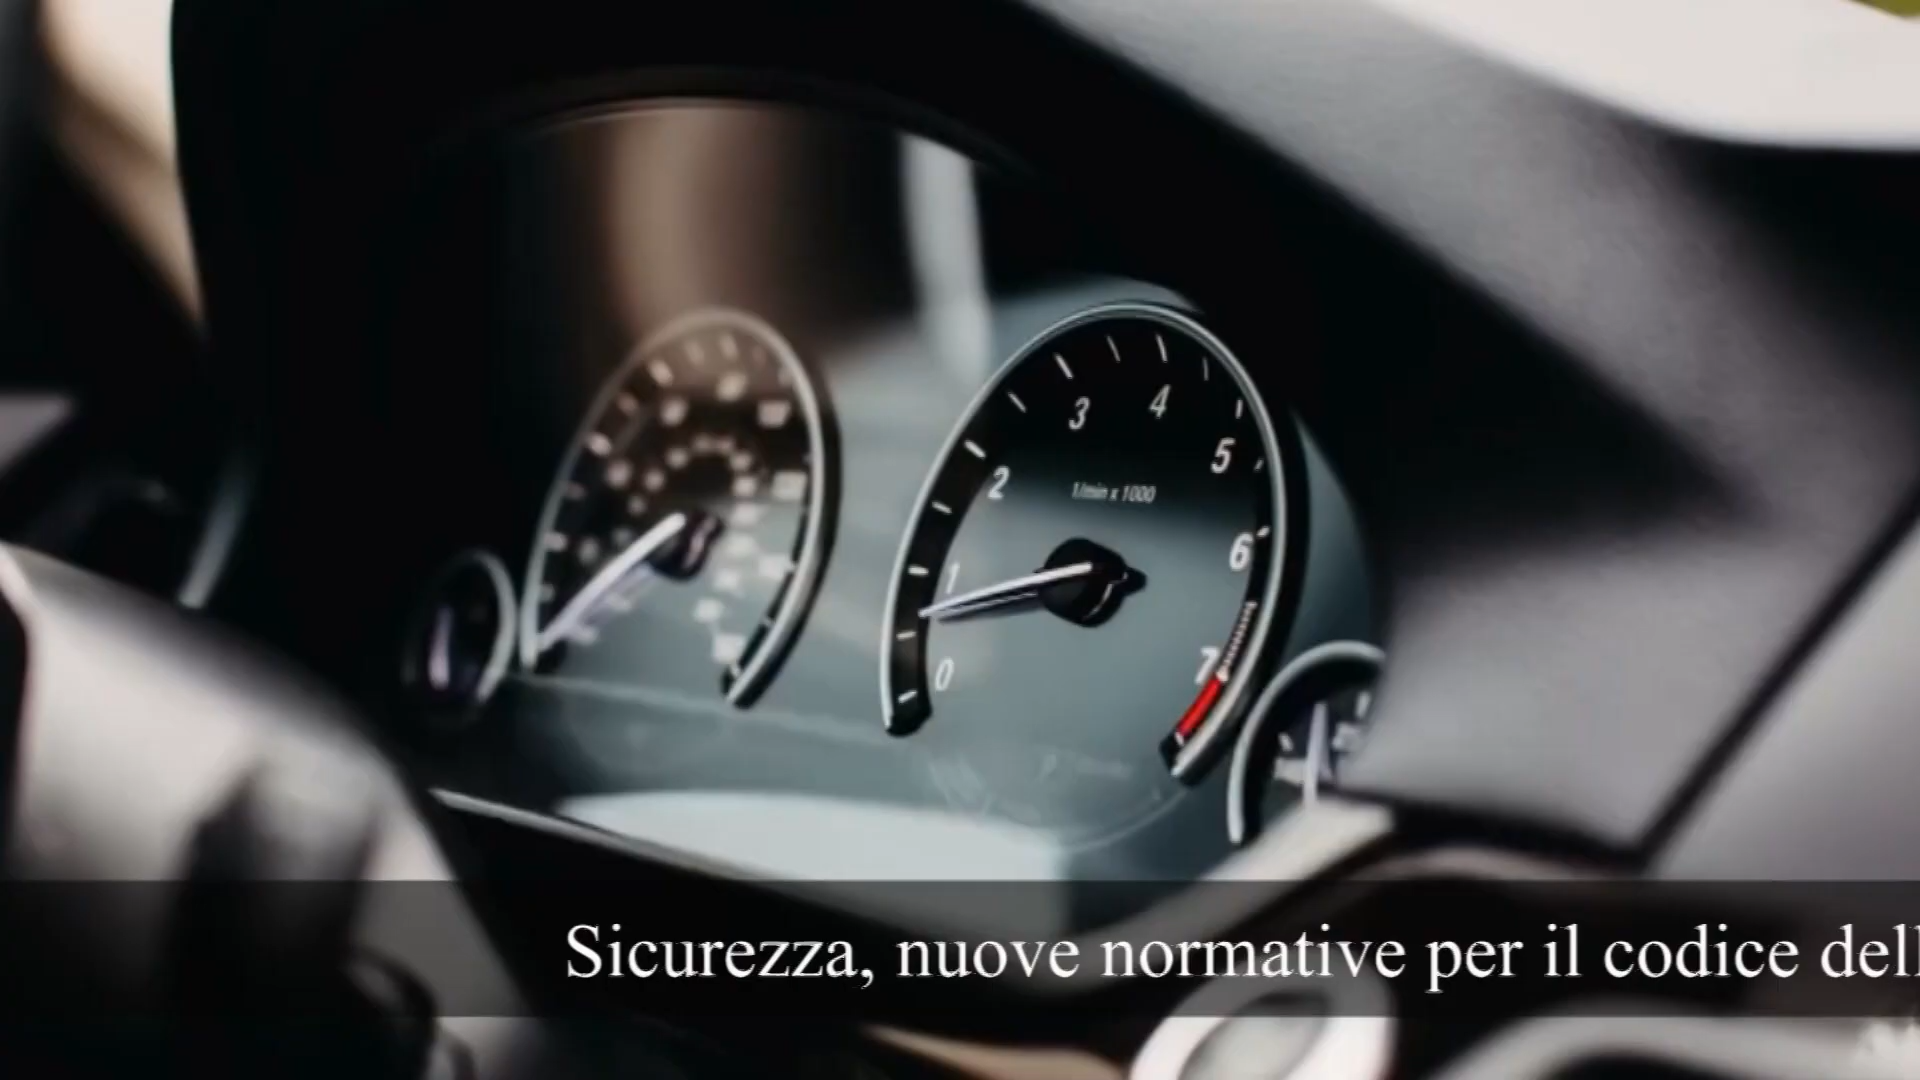 3 4
2 5
1/min x 1000
1 6
0 7
Sicurezza, nuove normative per il codice dell